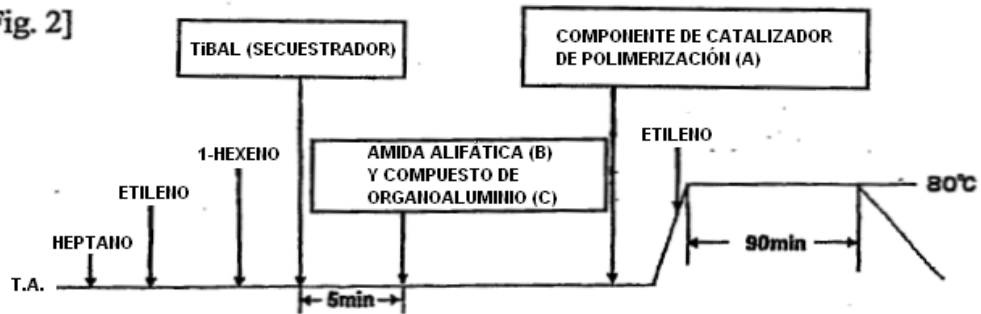 Fig. 2]
TiBAL (SECUESTRADOR)
COMPONENTE DE CATALIZADOR
DE POLIMERIZACIÓN (A)
ETILENO
1-HEXENO
AMIDA ALIFÁTICA (B)
Y COMPUESTO DE
ORGANOALUMINIO (C)
ETILENO
80°C
HEPTANO
90min
T.A.
5min